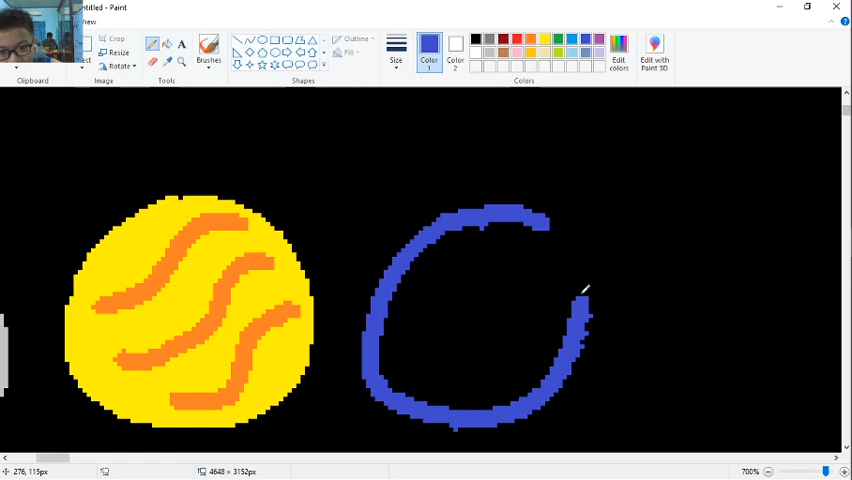 ntitled - Paint
iew
Crop
Resize
Rotate
ect
A
Brushes
Outline
Fill
Size
Color
1
Color
2
Edit
colors
Edit with
Paint 3D
Clipboard
Image
Tools
Shapes
Colors
276, 115px
4648 × 3152px
700%